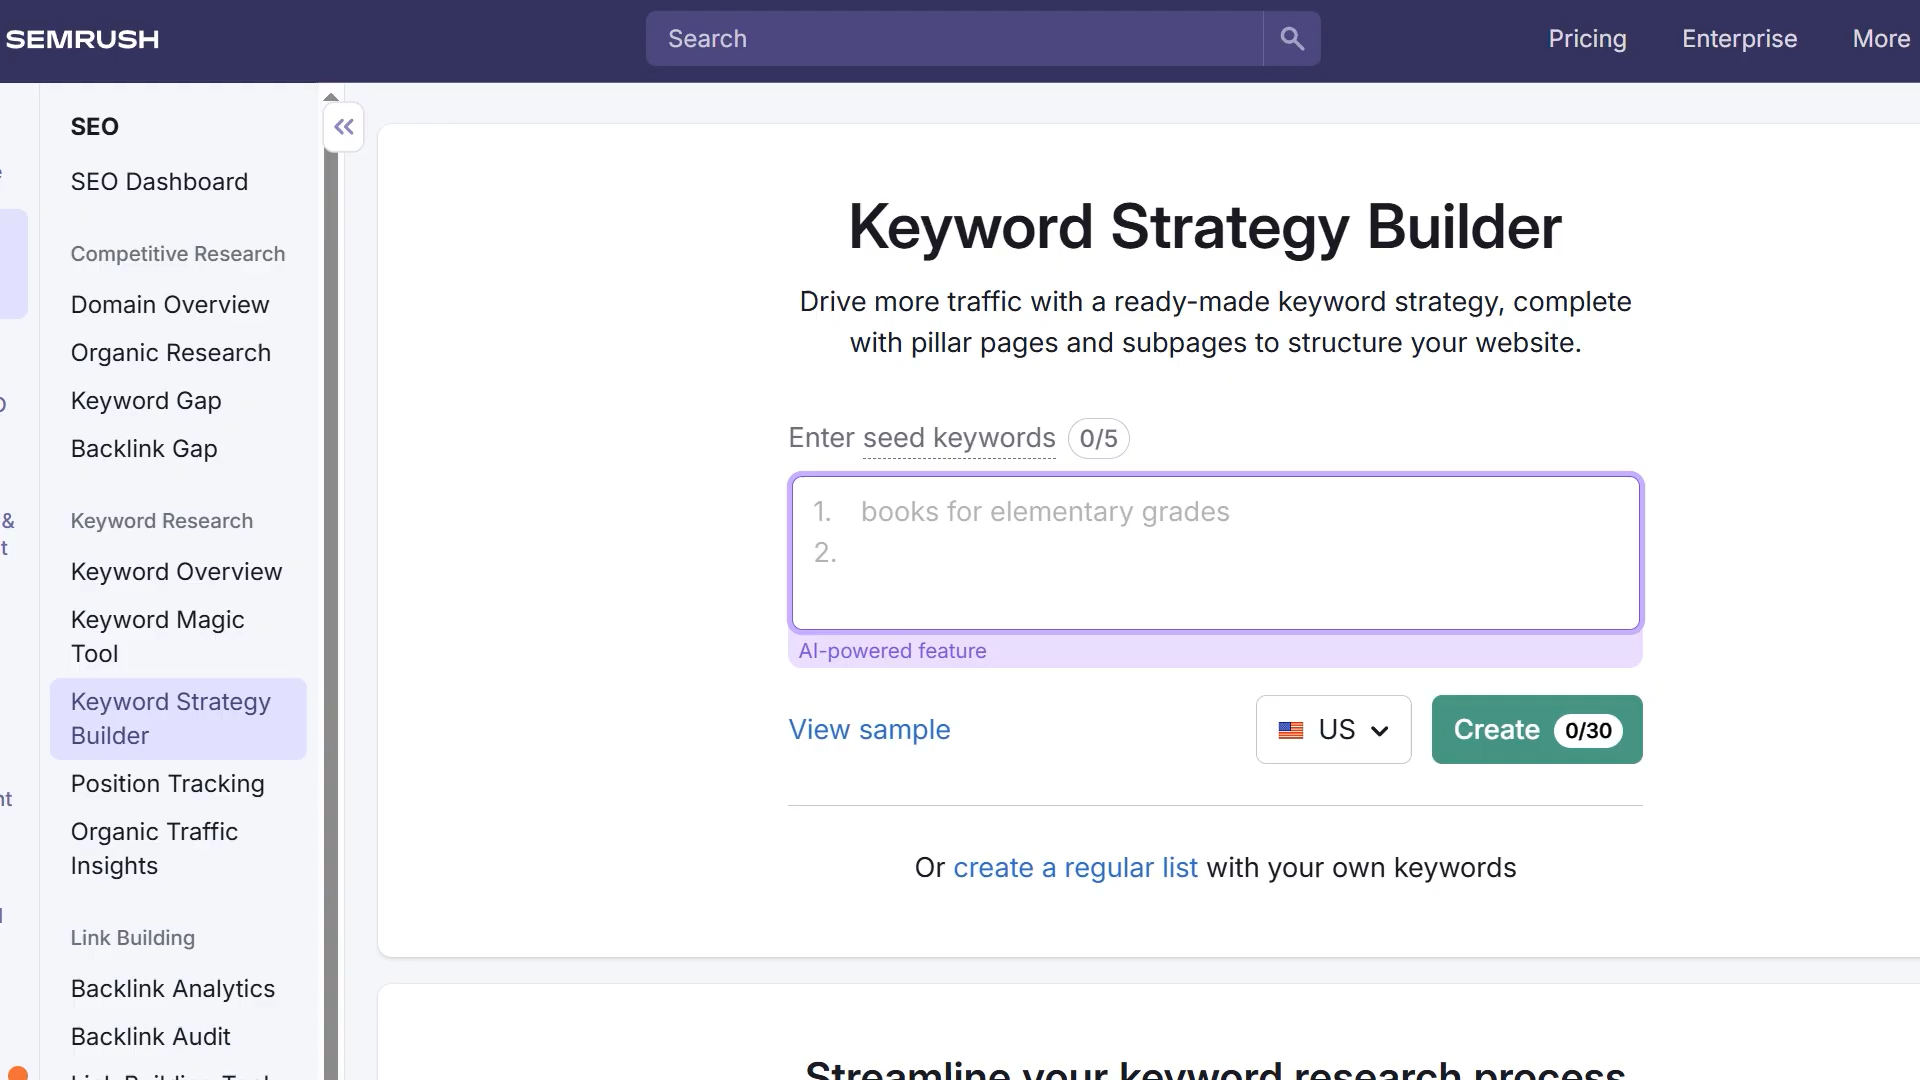 SEMRUSH
Search
Pricing
Enterprise
More
SEO
SEO Dashboard
Competitive Research
Domain Overview
Organic Research
Keyword Gap
Backlink Gap
Keyword Research
Keyword Overview
Keyword Magic
Tool
Keyword Strategy
Builder
Position Tracking
Organic Traffic
Insights
Link Building
Backlink Analytics
Backlink Audit
Keyword Strategy Builder
Drive more traffic with a ready-made keyword strategy, complete
with pillar pages and subpages to structure your website.
Enter seed keywords 0/5
1. books for elementary grades
2.
AI-powered feature
View sample
US
Create 0/30
Or create a regular list with your own keywords
Streamline your keyword research process